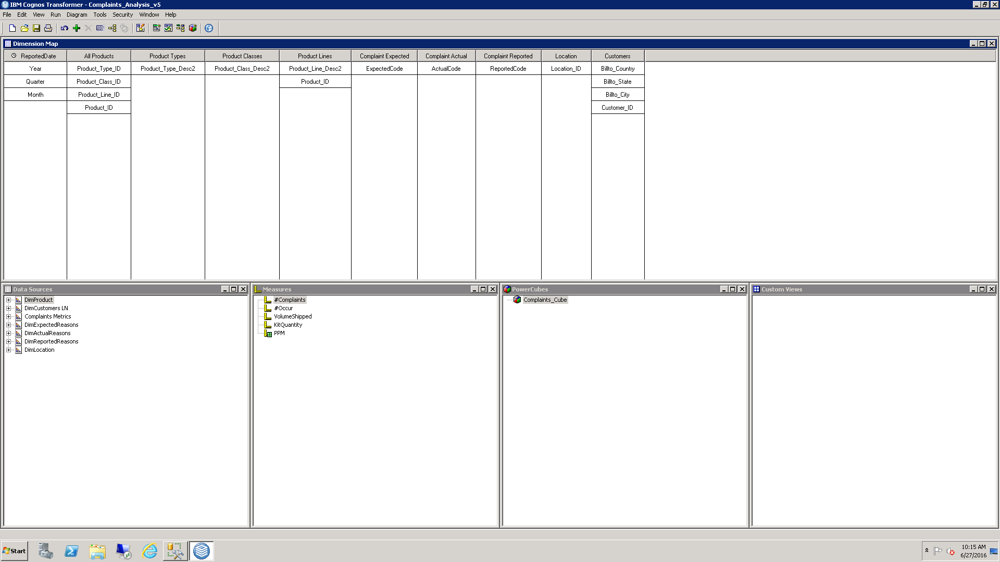 IBM Cognos Transformer - Complaints_Analysis_v5
File Edit View Run Diagram Tools Security Window Help
Dimension Map
ReportedDate All Products Product Types Product Classes Product Lines Complaint Expected Complaint Actual Complaint Reported Location Customers
Year Product_Type_ID Product_Type_Desc2 Product_Class_Desc2 Product_Line_Desc2 ExpectedCode ActualCode ReportedCode Location_ID Billto_Country
Quarter Product_Class_ID Product_ID Billto_State
Month Product_Line_ID Billto_City
Product_ID Customer_ID
Data Sources
DimProduct
DimCustomers LN
Complaints Metrics
DimExpectedReasons
DimActualReasons
DimReportedReasons
DimLocation
Measures
#Complaints
#Occur
VolumeShipped
KitQuantity
PPM
PowerCubes
Complaints_Cube
Custom Views
Start
10:15 AM
6/27/2016